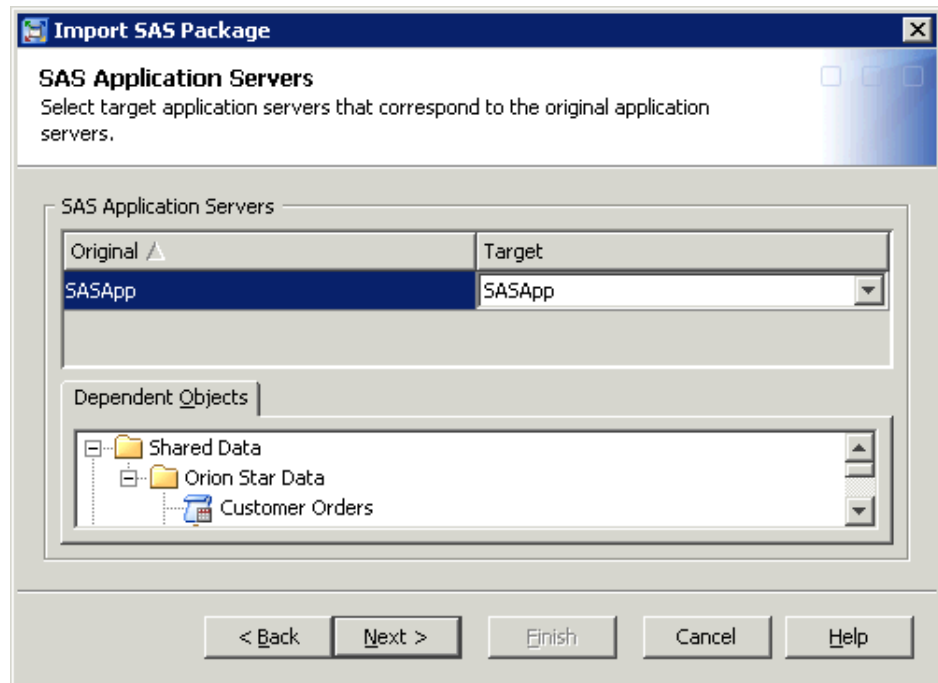 Import SAS Package
SAS Application Servers
Select target application servers that correspond to the original application
servers.
SAS Application Servers
Original Target
SASApp SASApp
Dependent Objects
Shared Data
Orion Star Data
Customer Orders
< Back Next > Finish Cancel Help